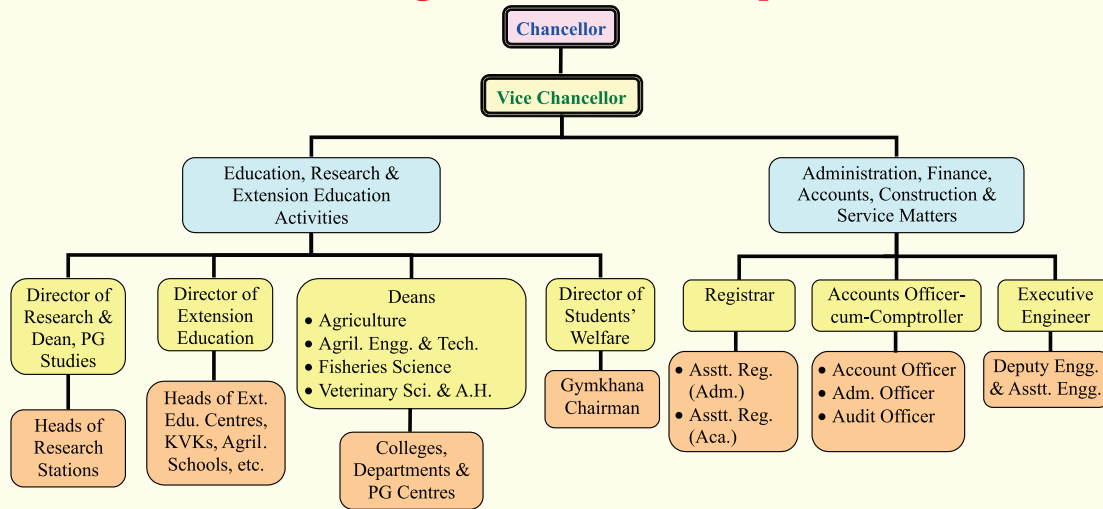 Chancellor
Vice Chancellor
Education, Research &
Extension Education
Activities
Administration, Finance,
Accounts, Construction &
Service Matters
Director of
Research &
Dean, PG
Studies
Director of
Extension
Education
Deans
• Agriculture
• Agril. Engg. & Tech.
• Fisheries Science
• Veterinary Sci. & A.H.
Director of
Students’
Welfare
Registrar
Accounts Officer-
cum-Comptroller
Executive
Engineer
Heads of
Research
Stations
Heads of Ext.
Edu. Centres,
KVKs, Agril.
Schools, etc.
Colleges,
Departments &
PG Centres
Gymkhana
Chairman
• Asstt. Reg.
(Adm.)
• Asstt. Reg.
(Aca.)
• Account Officer
• Adm. Officer
• Audit Officer
Deputy Engg.
& Asstt. Engg.